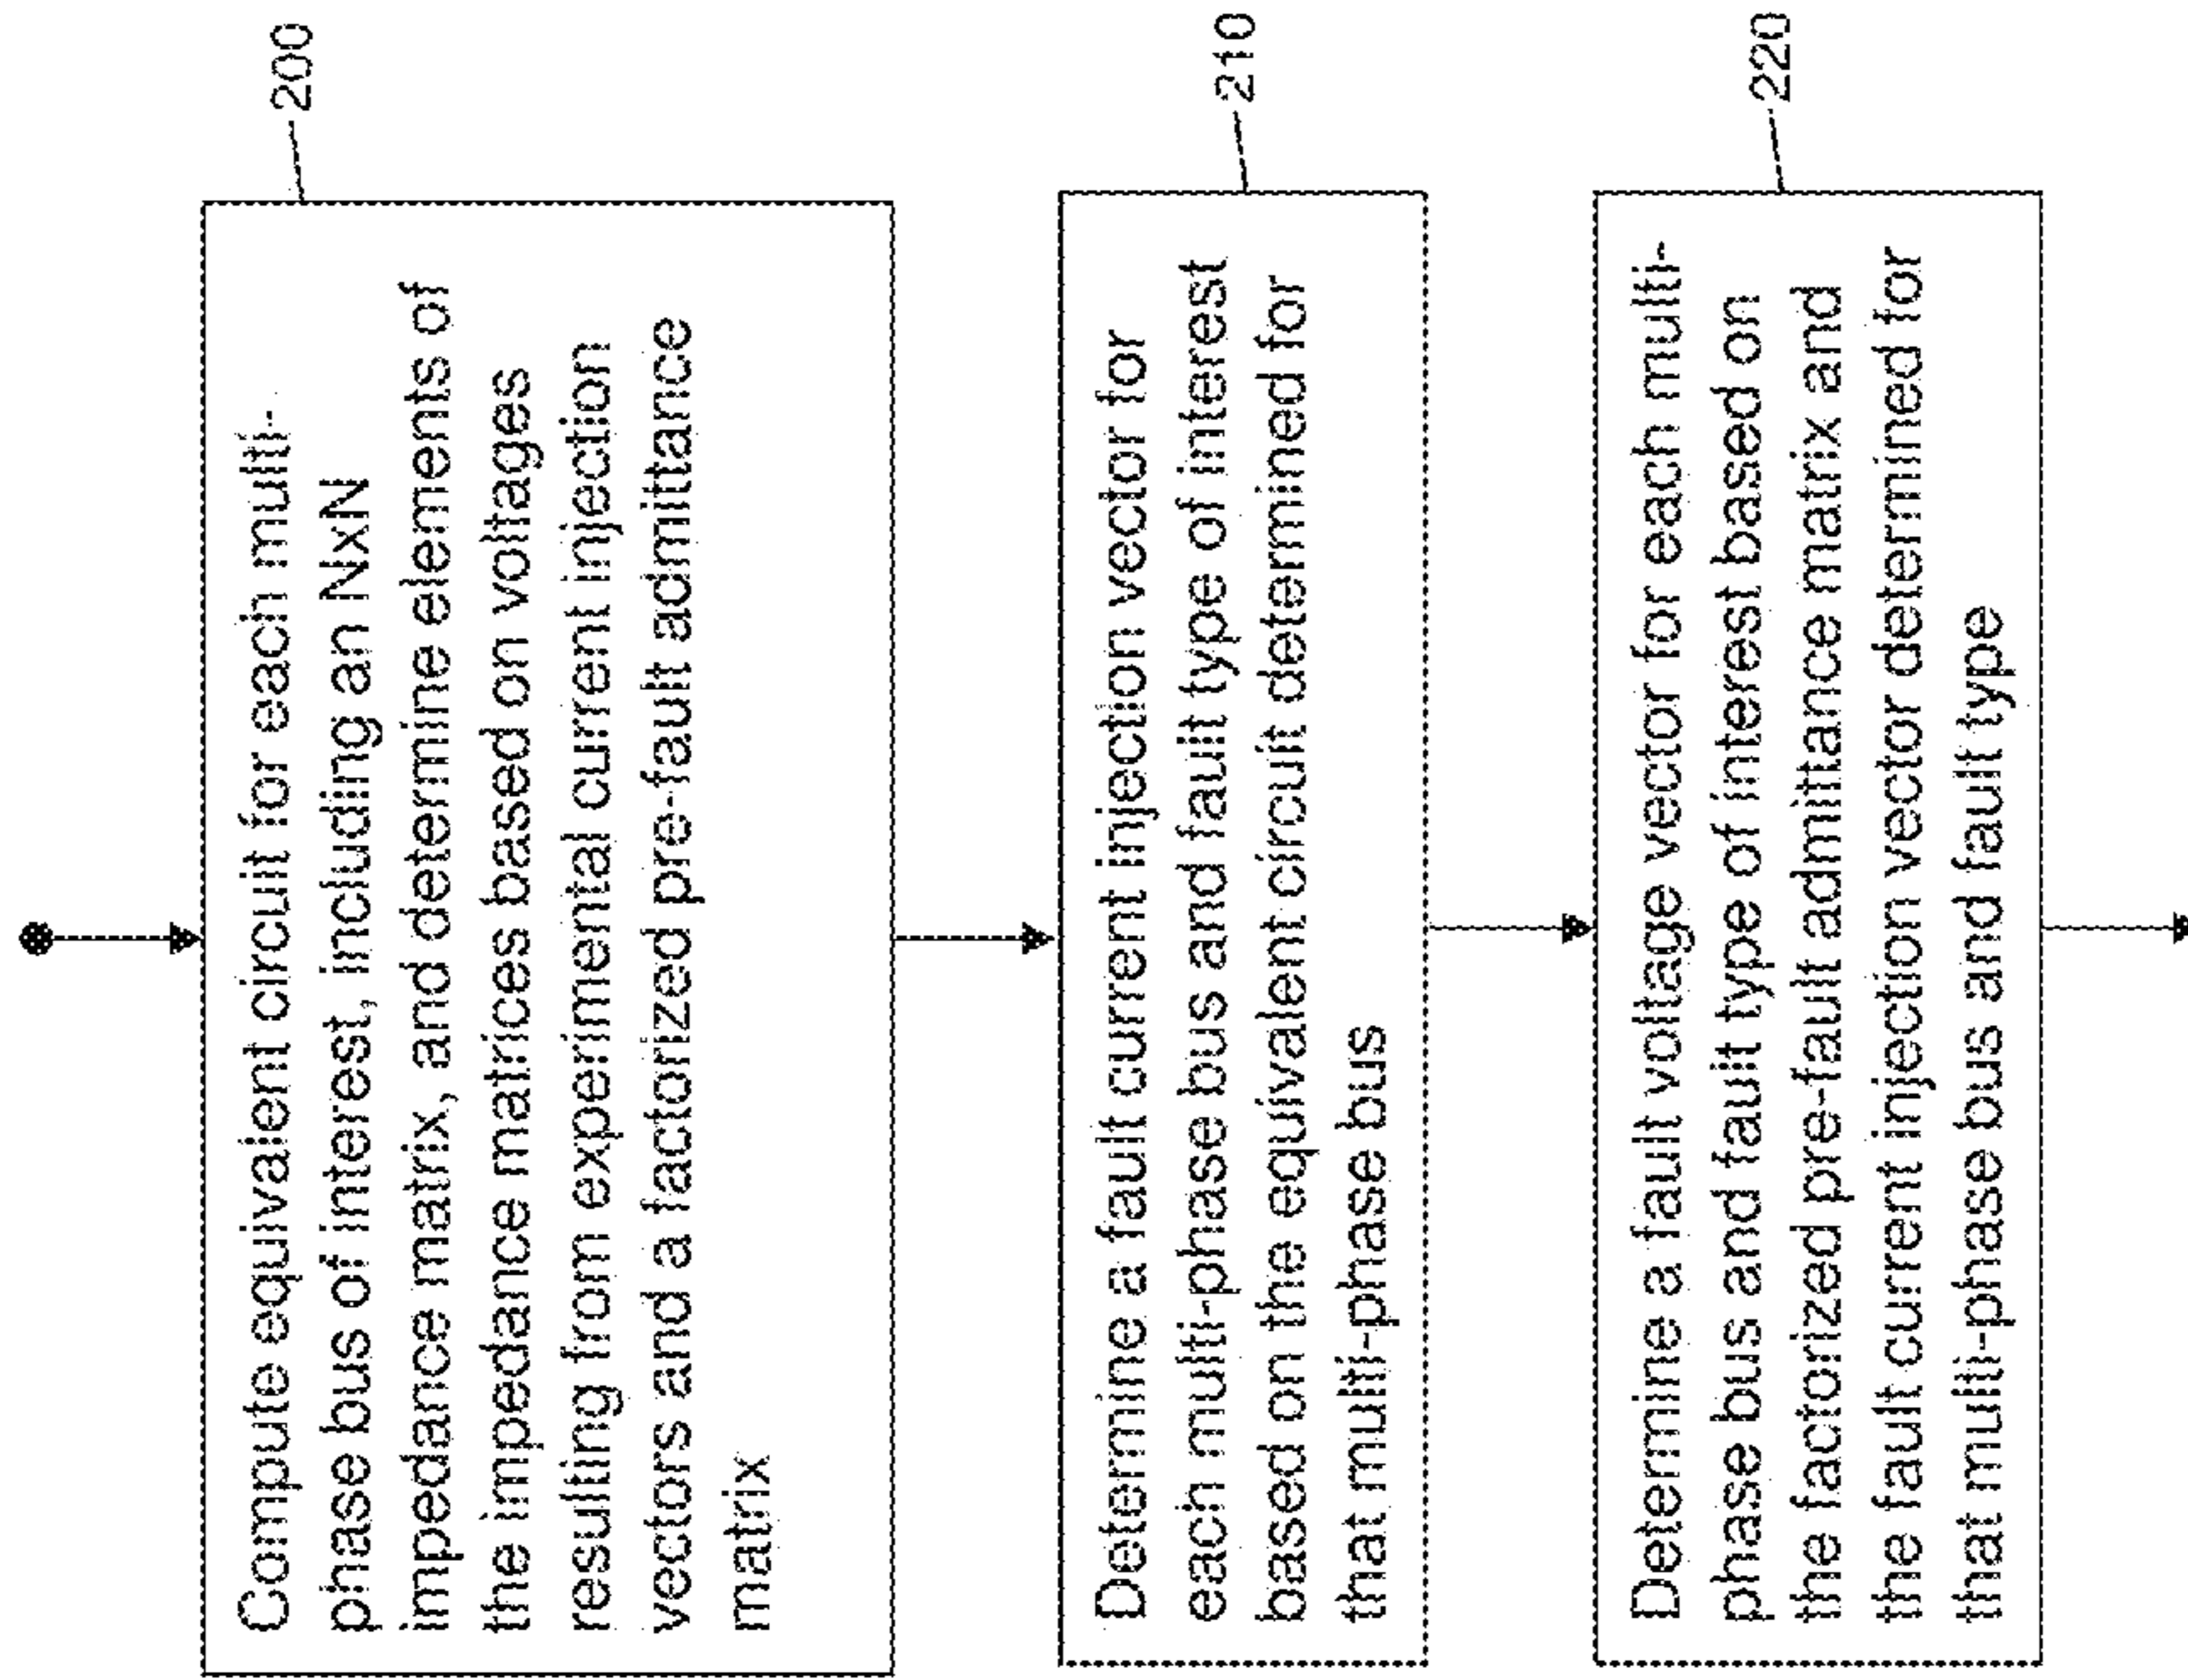 Compute equivalent circuit for each multi-
phase bus of interest, including an NxN
impedance matrix, and determine elements of
the impedance matrices based on voltages
resulting from experimental current injection
vectors and a factorized pre-fault admittance
matrix
200
Determine a fault current injection vector for
each multi-phase bus and fault type of interest
based on the equivalent circuit determined for
that multi-phase bus
210
Determine a fault voltage vector for each multi-
phase bus and fault type of interest based on
the factorized pre-fault admittance matrix and
the fault current injection vector determined for
that multi-phase bus and fault type
220